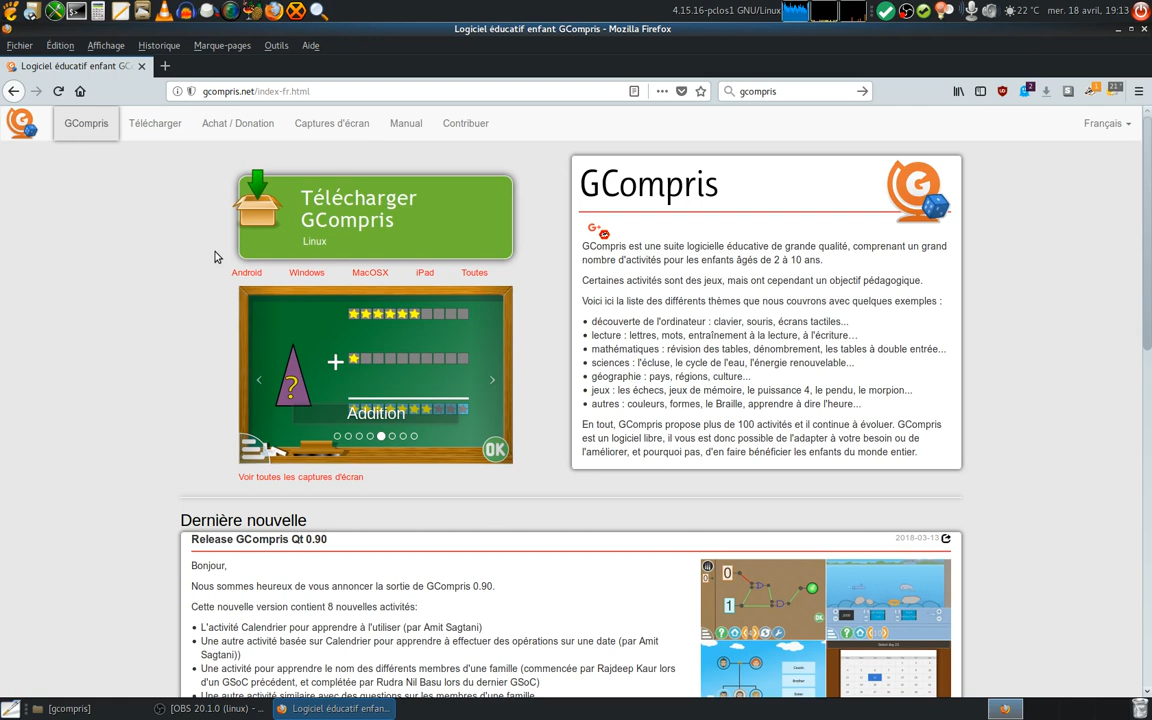 4.15.16-pclos1 GNU/Linux
22 °C
mer. 18 avril, 19:13
Logiciel éducatif enfant GCompris - Mozilla Firefox
Fichier Édition Affichage Historique Marque-pages Outils Aide
Logiciel éducatif enfant GC
gcompris.net/index-fr.html
gcompris
GCompris Télécharger Achat / Donation Captures d'écran Manual Contribuer Français
Télécharger
GCompris
Linux
Android Windows MacOSX iPad Toutes
?
+
Addition
OK
Voir toutes les captures d'écran
GCompris
G+
GCompris est une suite logicielle éducative de grande qualité, comprenant un grand
nombre d'activités pour les enfants âgés de 2 à 10 ans.
Certaines activités sont des jeux, mais ont cependant un objectif pédagogique.
Voici ici la liste des différents thèmes que nous couvrons avec quelques exemples :
• découverte de l'ordinateur : clavier, souris, écrans tactiles...
• lecture : lettres, mots, entraînement à la lecture, à l'écriture…
• mathématiques : révision des tables, dénombrement, les tables à double entrée...
• sciences : l'écluse, le cycle de l'eau, l'énergie renouvelable...
• géographie : pays, régions, culture...
• jeux : les échecs, jeux de mémoire, le puissance 4, le pendu, le morpion...
• autres : couleurs, formes, le Braille, apprendre à dire l'heure...
En tout, GCompris propose plus de 100 activités et il continue à évoluer. GCompris
est un logiciel libre, il vous est donc possible de l'adapter à votre besoin ou de
l'améliorer, et pourquoi pas, d'en faire bénéficier les enfants du monde entier.
Dernière nouvelle
Release GCompris Qt 0.90
2018-03-13
Bonjour,
Nous sommes heureux de vous annoncer la sortie de GCompris 0.90.
Cette nouvelle version contient 8 nouvelles activités:
• L'activité Calendrier pour apprendre à l'utiliser (par Amit Sagtani)
• Une autre activité basée sur Calendrier pour apprendre à effectuer des opérations sur une date (par Amit
Sagtani))
• Une activité pour apprendre le nom des différents membres d'une famille (commencée par Rajdeep Kaur lors
d'un GSoC précédent, et complétée par Rudra Nil Basu lors du dernier GSoC)
• Une autre activité similaire avec des questions sur les membres d'une famille
0
1
[gcompris]
[OBS 20.1.0 (linux) - ...
Logiciel éducatif enfan...